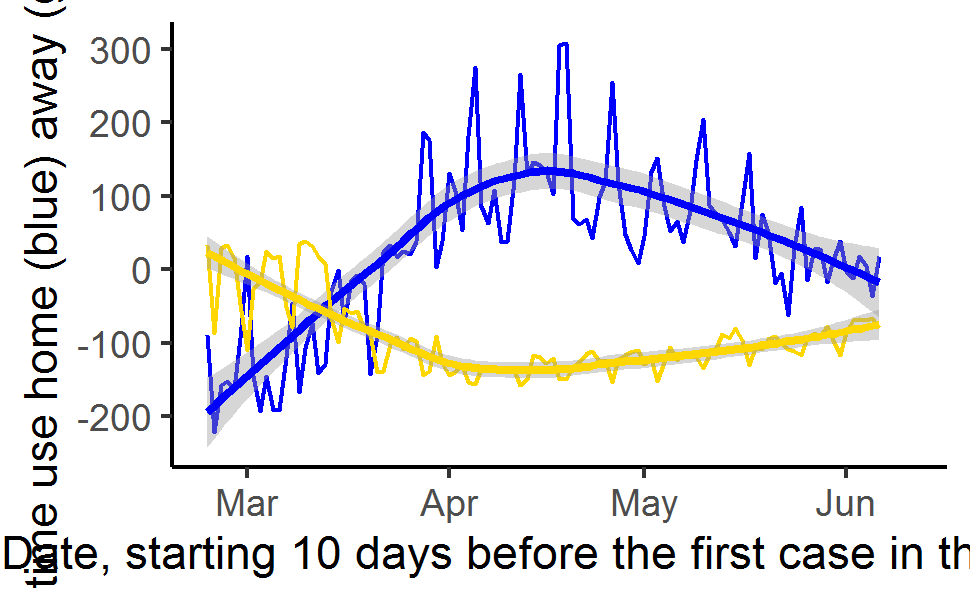 time use home (blue) away (
300
200
100
0
-100
-200
Mar Apr May Jun
Date, starting 10 days before the first case in th